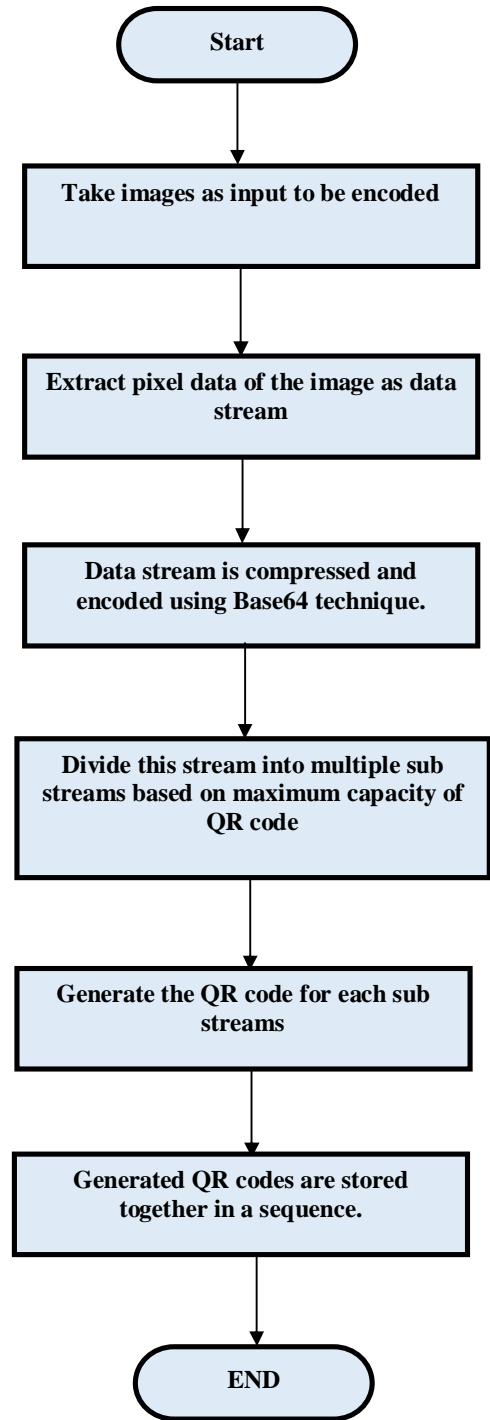 Start
Take images as input to be encoded
Extract pixel data of the image as data
stream
Data stream is compressed and
encoded using Base64 technique.
Divide this stream into multiple sub
streams based on maximum capacity of
QR code
Generate the QR code for each sub
streams
Generated QR codes are stored
together in a sequence.
END